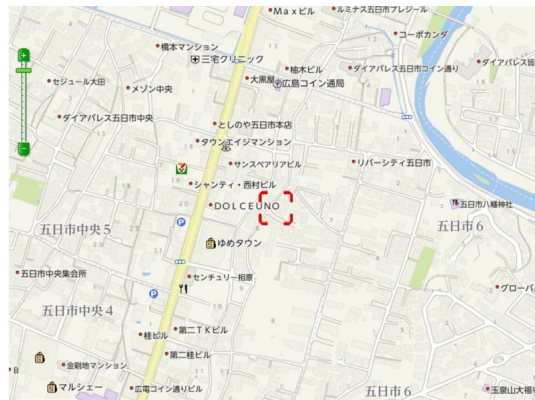 Maxビル
ルミナス五日市プレジール
コーポカンダ
橋本マンション
三宅クリニック
柚木ビル
ダイアパレス五日市コイン通り
ダイアパレス皆
大黒屋
広島コイン通局
セジュール大田
メゾン中央
ダイアパレス五日市中央
としのや五日市本店
タウンエイジマンション
サンスペアリアビル
リバーシティ五日市
シャンティ・西村ビル
DOLCEUNO
五日市八幡神社
五日市中央5
五日市6
ゆめタウン
五日市中央集会所
センチュリー相原
グローバ
五日市中央4
第二TKビル
桂ビル
第二桂ビル
金剛地マンション
B
マルシェー
広電コイン通りビル
五日市6
玉泉山大福